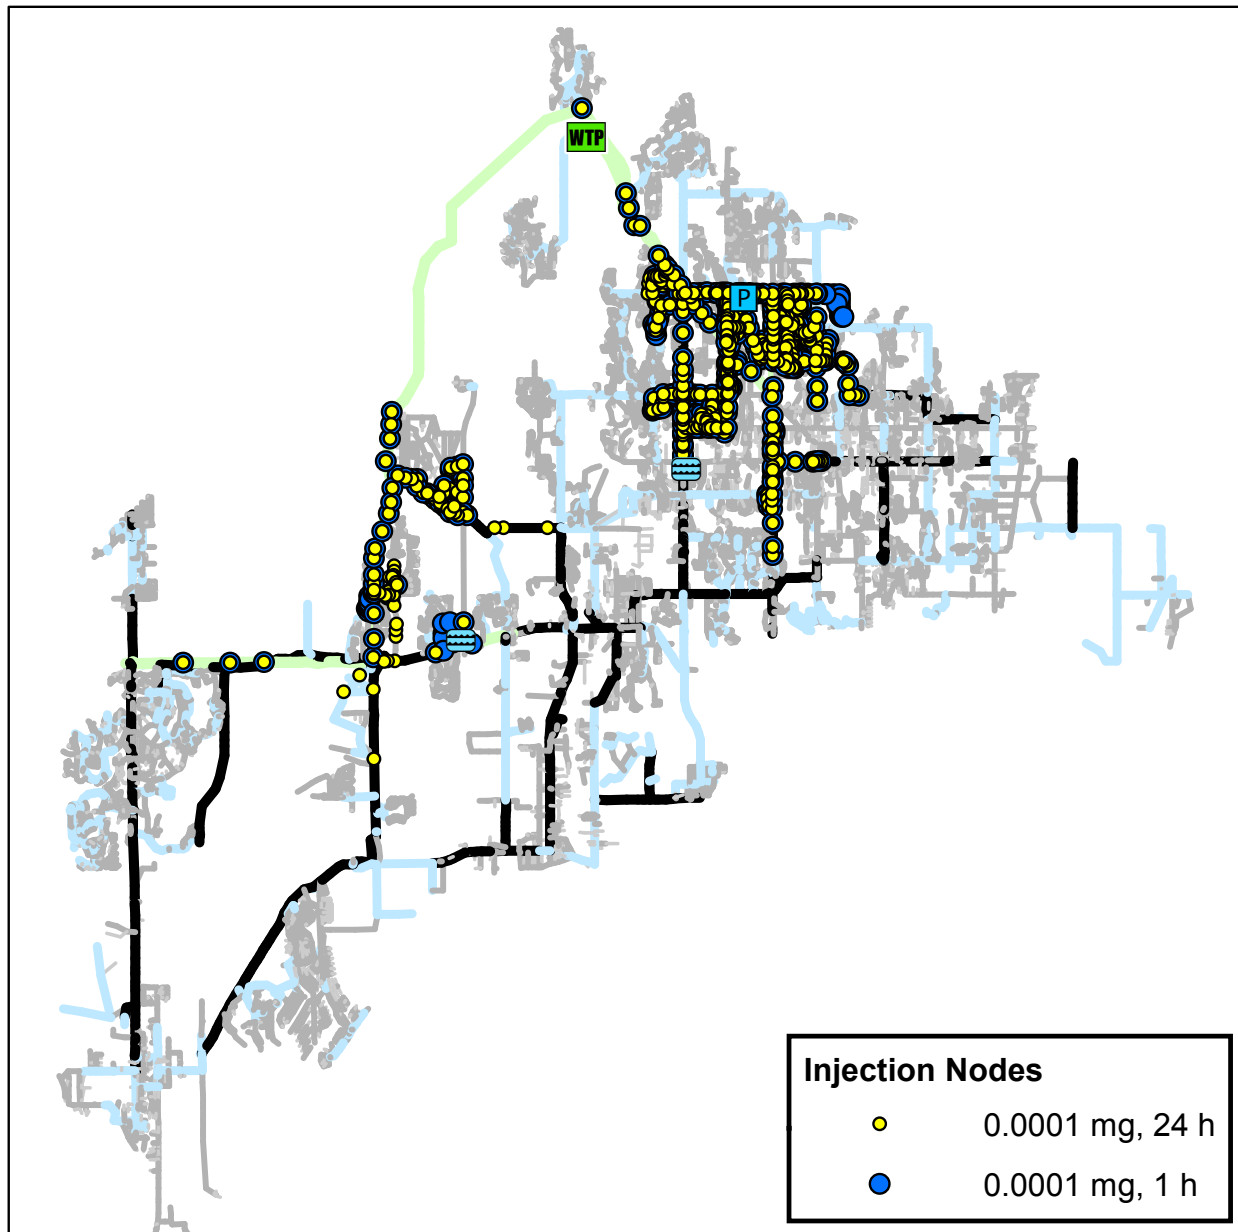 WTP
P
Injection Nodes
0.0001 mg, 24 h
0.0001 mg, 1 h